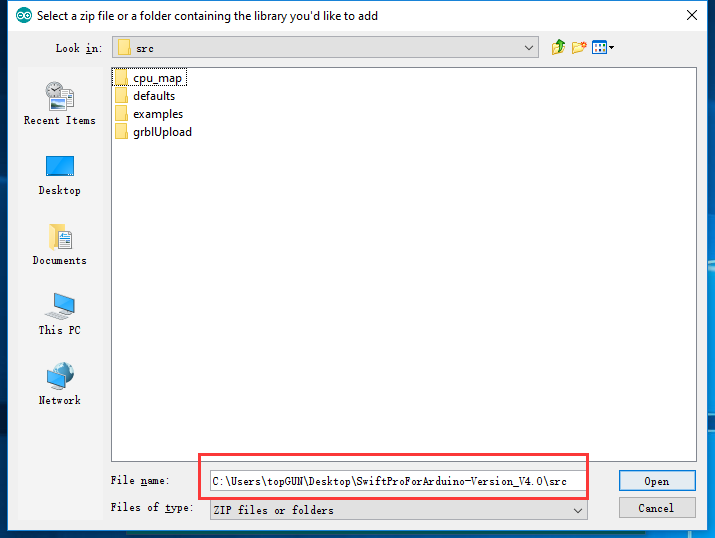 Select a zip file or a folder containing the library you'd like to add
Look in: src
cpu_map
defaults
examples
grblUpload
Recent Items
Desktop
Documents
This PC
Network
File name: C:\Users\topGUN\Desktop\SwiftProForArduino-Version_V4.0\src Open
Files of type: ZIP files or folders Cancel